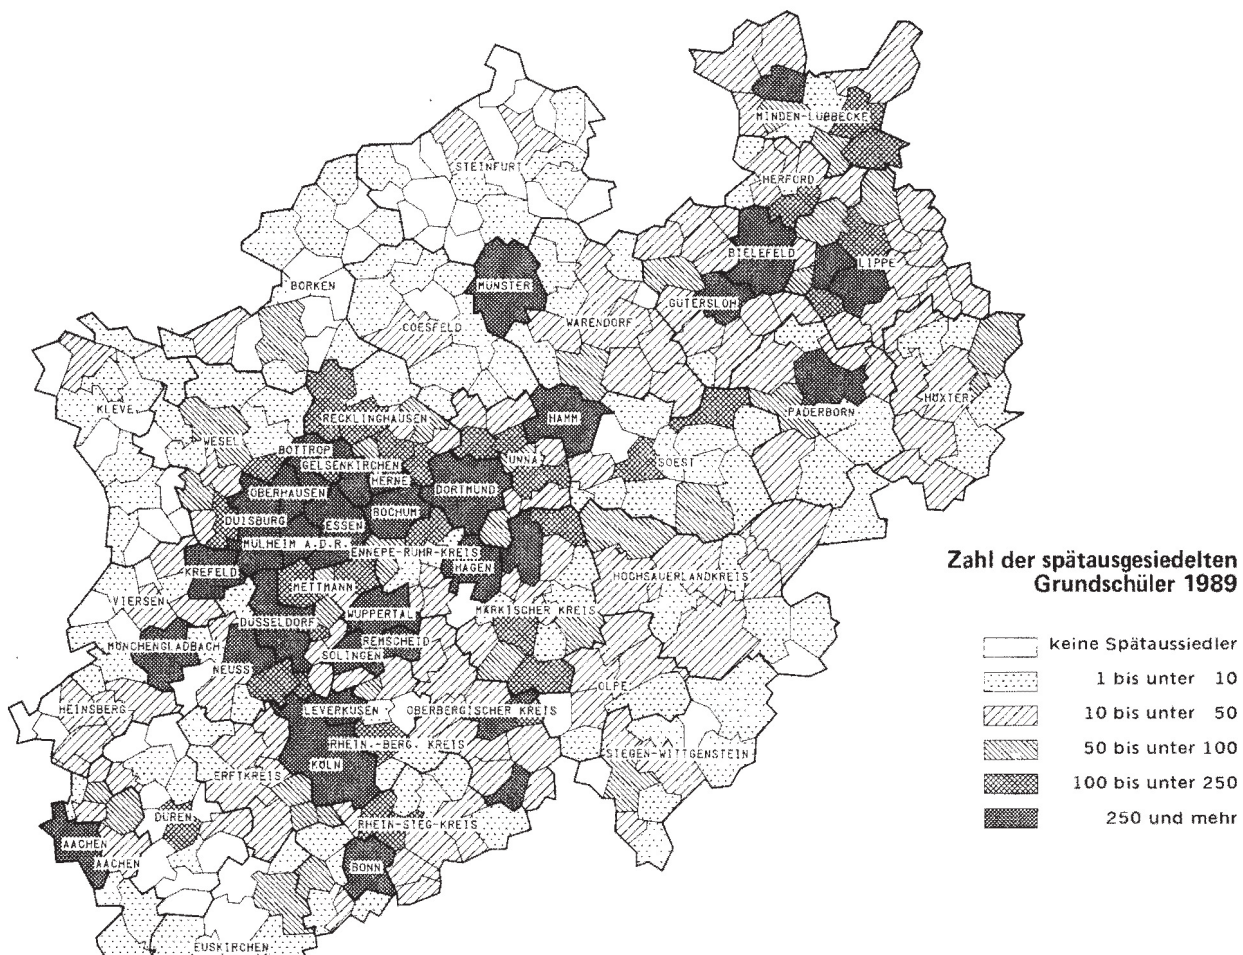 MINDEN-LÜBBECKE
STEINFURT
HERFORD
BIELEFELD
LIPPE
BORKEN
MÜNSTER
GÜTERSLOH
COESFELD
WARENDORF
KLEVE
HÖXTER
PADERBORN
RECKLINGHAUSEN
HAMM
WESEL
BOTTROP
GELSENKIRCHEN
UNNA
SOEST
HERNE
OBERHAUSEN
DORTMUND
BOCHUM
DUISBURG
ESSEN
MÜLHEIM A.D.R.
ENNEPE-RUHR-KREIS
HAGEN
KREFELD
METTMANN
HOCHSAUERLANDKREIS
VIERSEN
WUPPERTAL
MÄRKISCHER KREIS
DÜSSELDORF
REMSCHEID
MÖNCHENGLADBACH
SOLINGEN
NEUSS
OLPE
HEINSBERG
LEVERKUSEN
OBERBERGISCHER KREIS
RHEIN.-BERG. KREIS
SIEGEN-WITTGENSTEIN
KÖLN
ERFTKREIS
DÜREN
RHEIN-SIEG-KREIS
AACHEN
AACHEN
BONN
EUSKIRCHEN
Zahl der spätausgesiedelten
Grundschüler 1989
keine Spätaussiedler
1 bis unter 10
10 bis unter 50
50 bis unter 100
100 bis unter 250
250 und mehr